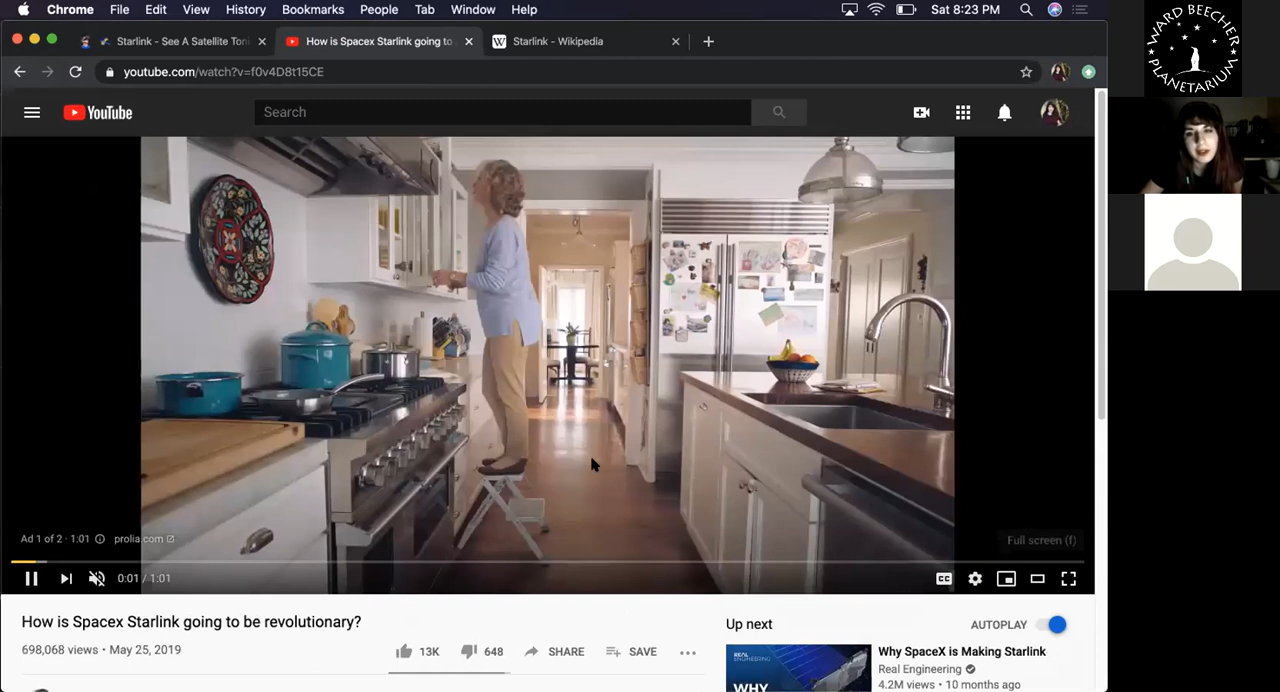 Chrome File Edit View History Bookmarks People Tab Window Help Sat 8:23 PM
Starlink - See A Satellite Toni
How is Spacex Starlink going to
Starlink - Wikipedia
youtube.com/watch?v=f0v4D8t15CE
YouTube
Search
Ad 1 of 2 · 1:01 prolia.com
Full screen (f)
0:01 / 1:01
CC
How is Spacex Starlink going to be revolutionary?
698,068 views • May 25, 2019
13K 648 SHARE SAVE
Up next AUTOPLAY
REAL ENGINEERING
WHY
Why SpaceX is Making Starlink
Real Engineering
4.2M views • 10 months ago
WARD BEECHER
PLANETARIUM